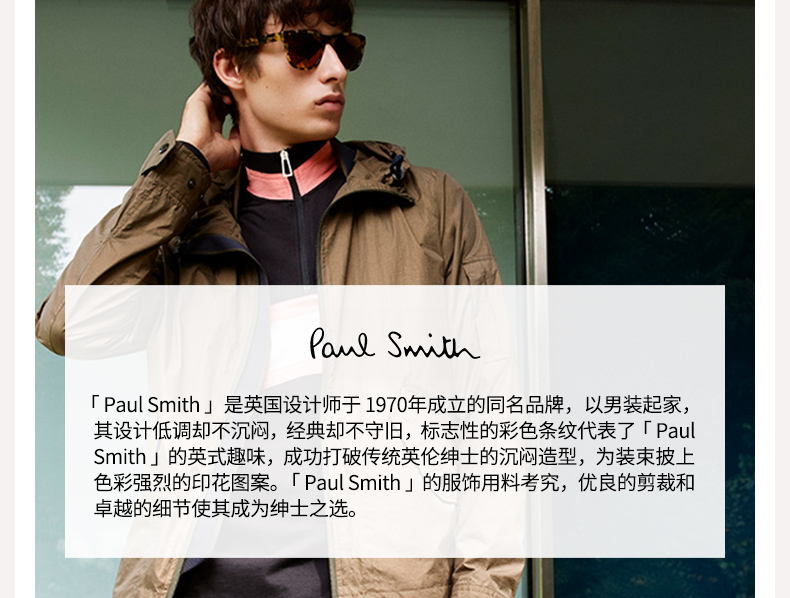 Paul Smith
「 Paul Smith 」是英国设计师于 1970年成立的同名品牌，以男装起家，
其设计低调却不沉闷，经典却不守旧，标志性的彩色条纹代表了「 Paul
Smith 」的英式趣味，成功打破传统英伦绅士的沉闷造型，为装束披上
色彩强烈的印花图案。「 Paul Smith 」的服饰用料考究，优良的剪裁和
卓越的细节使其成为绅士之选。